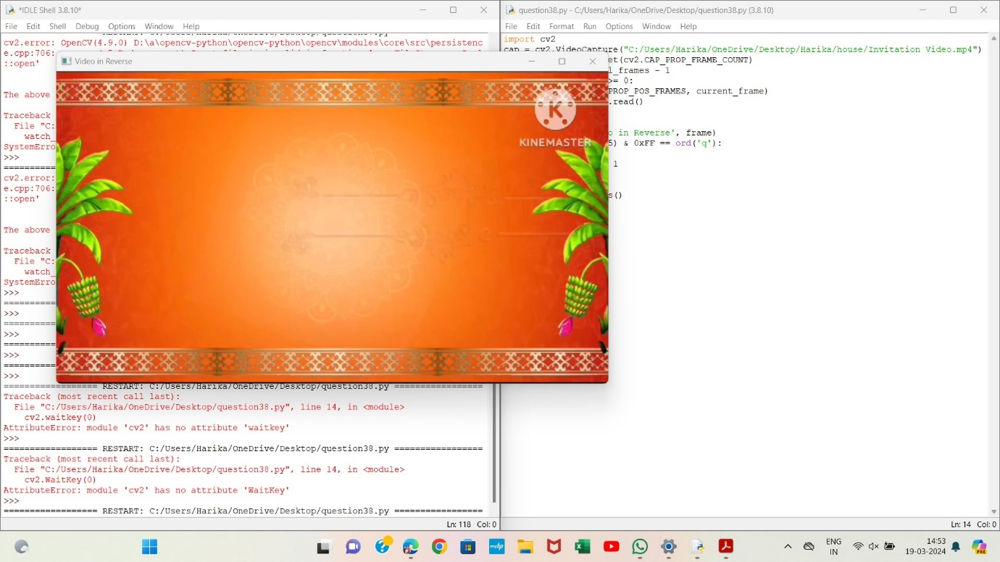 *IDLE Shell 3.8.10*
File Edit Shell Debug Options Window Help
cv2.error: OpenCV(4.9.0) D:\a\opencv-python\opencv-python\opencv\modules\core\src\persistenc
e.cpp:706:
::open'
The above
Traceback
File "C:
watch_
SystemErro
>>>
cv2.error:
e.cpp:706:
::open'
The above
Traceback
File "C:
watch_
SystemErro
>>>
>>>
>>>
>>>
>>>
================== RESTART: C:/Users/Harika/OneDrive/Desktop/question38.py =================
Traceback (most recent call last):
File "C:/Users/Harika/OneDrive/Desktop/question38.py", line 14, in <module>
cv2.waitkey(0)
AttributeError: module 'cv2' has no attribute 'waitkey'
>>>
================== RESTART: C:/Users/Harika/OneDrive/Desktop/question38.py =================
Traceback (most recent call last):
File "C:/Users/Harika/OneDrive/Desktop/question38.py", line 14, in <module>
cv2.WaitKey(0)
AttributeError: module 'cv2' has no attribute 'WaitKey'
>>>
================== RESTART: C:/Users/Harika/OneDrive/Desktop/question38.py =================
Ln: 118 Col: 0
Video in Reverse
K
KINEMASTER
question38.py - C:/Users/Harika/OneDrive/Desktop/question38.py (3.8.10)
File Edit Format Run Options Window Help
import cv2
cap = cv2.VideoCapture("C:/Users/Harika/OneDrive/Desktop/Harika/house/Invitation Video.mp4")
et(cv2.CAP_PROP_FRAME_COUNT)
l_frames - 1
>= 0:
PROP_POS_FRAMES, current_frame)
.read()
o in Reverse', frame)
5) & 0xFF == ord('q'):
1
s()
Ln: 14 Col: 0
myhp
ENG
IN
14:53
19-03-2024
PRE